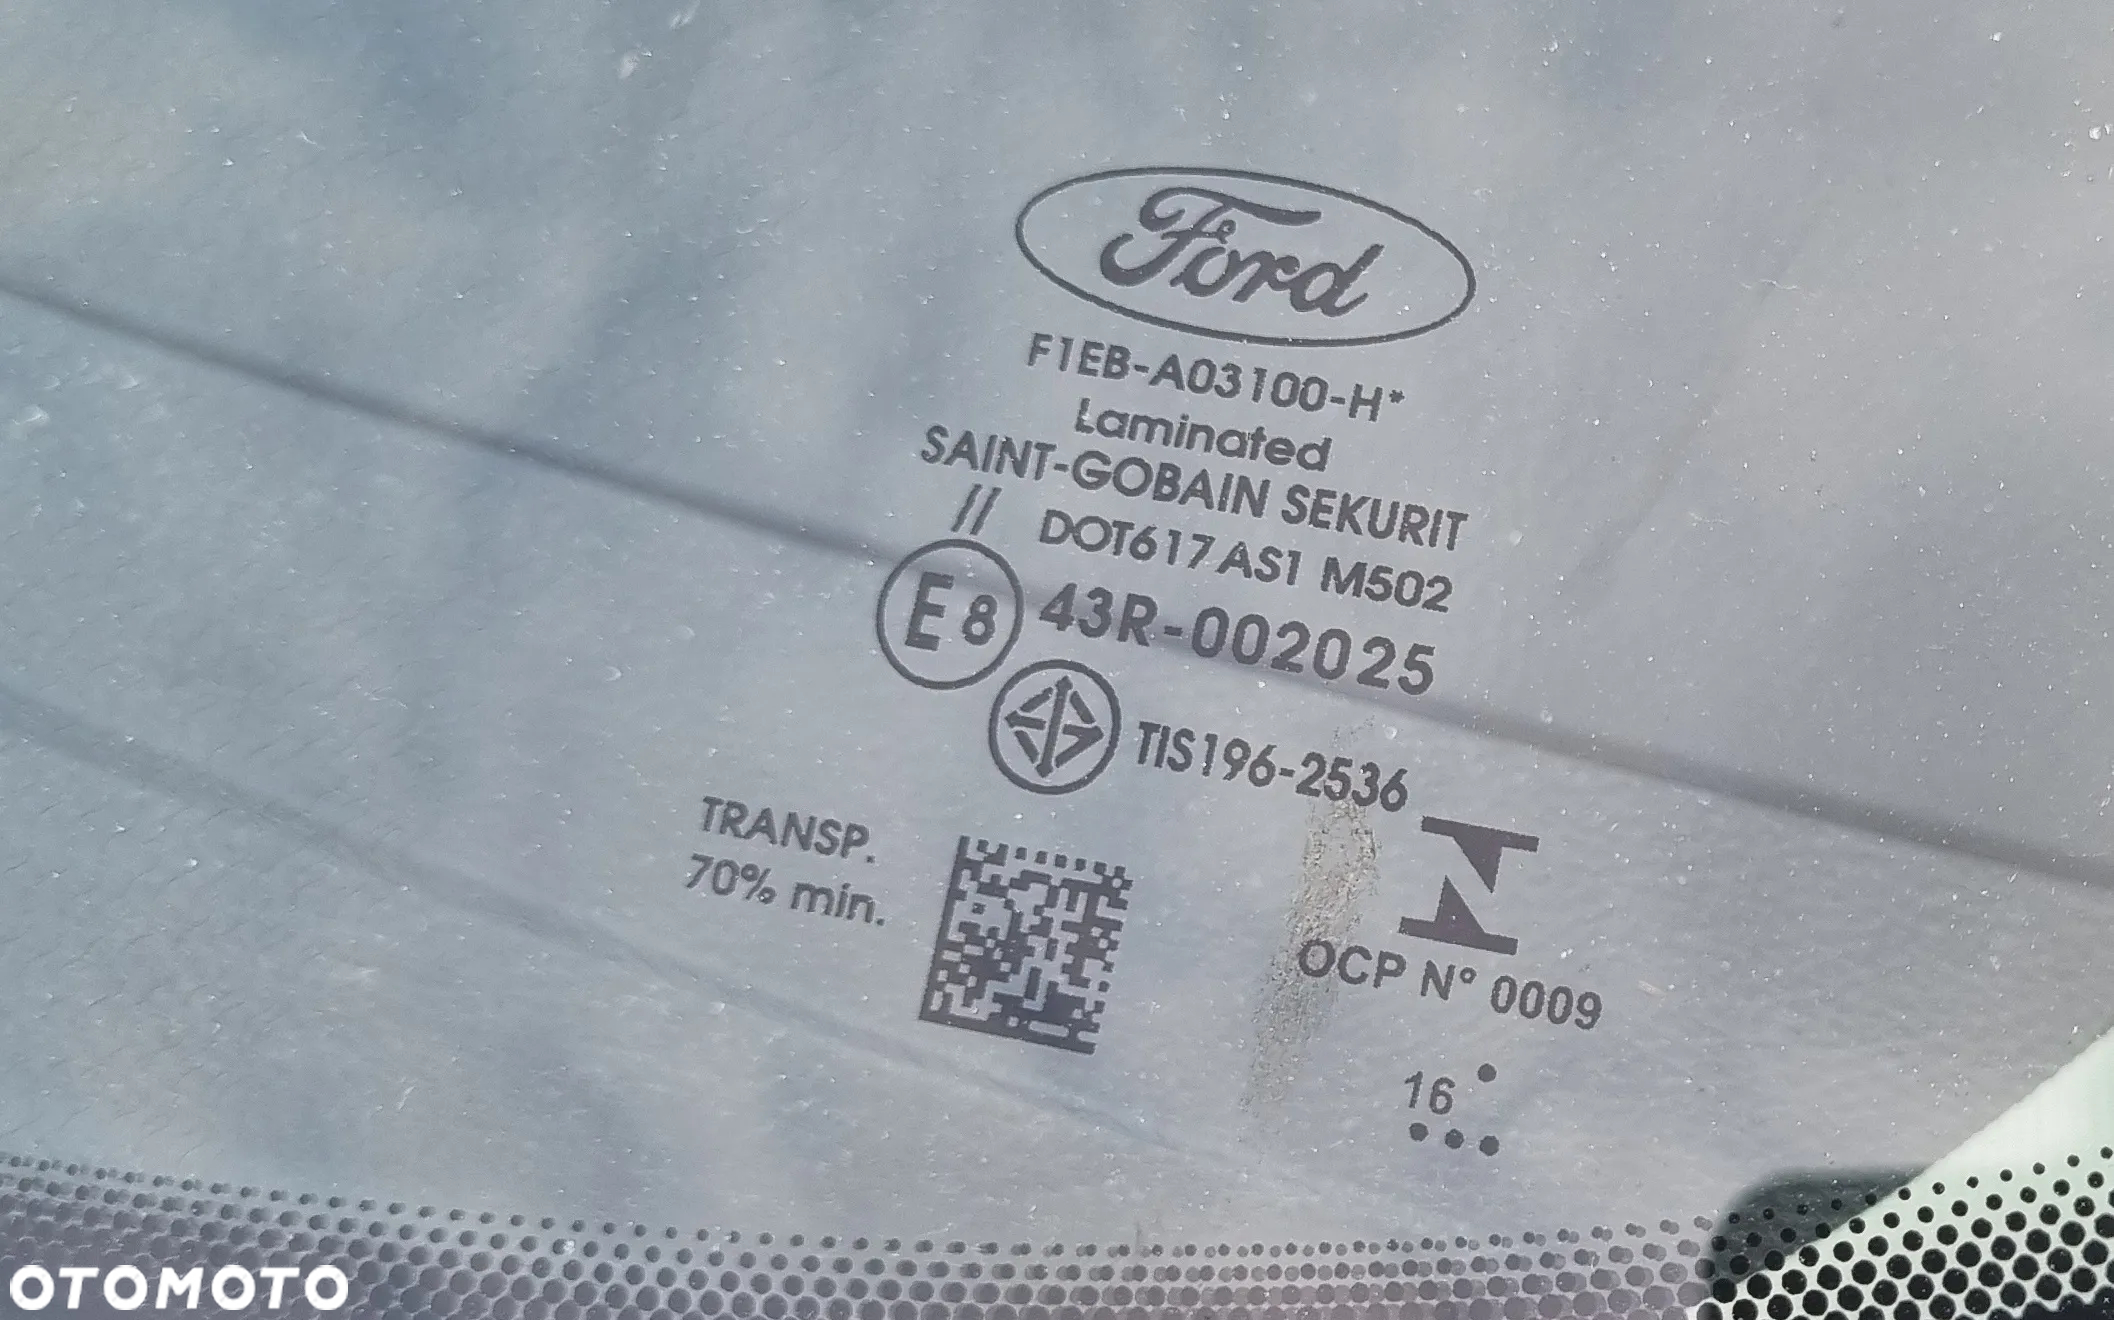 Ford
F1EB-A03100-H*
Laminated
SAINT-GOBAIN SEKURIT
// DOT617 AS1 M502
E8 43R-002025
TIS196-2536
TRANSP.
70% min.
OCP N° 0009
16
OTOMOTO